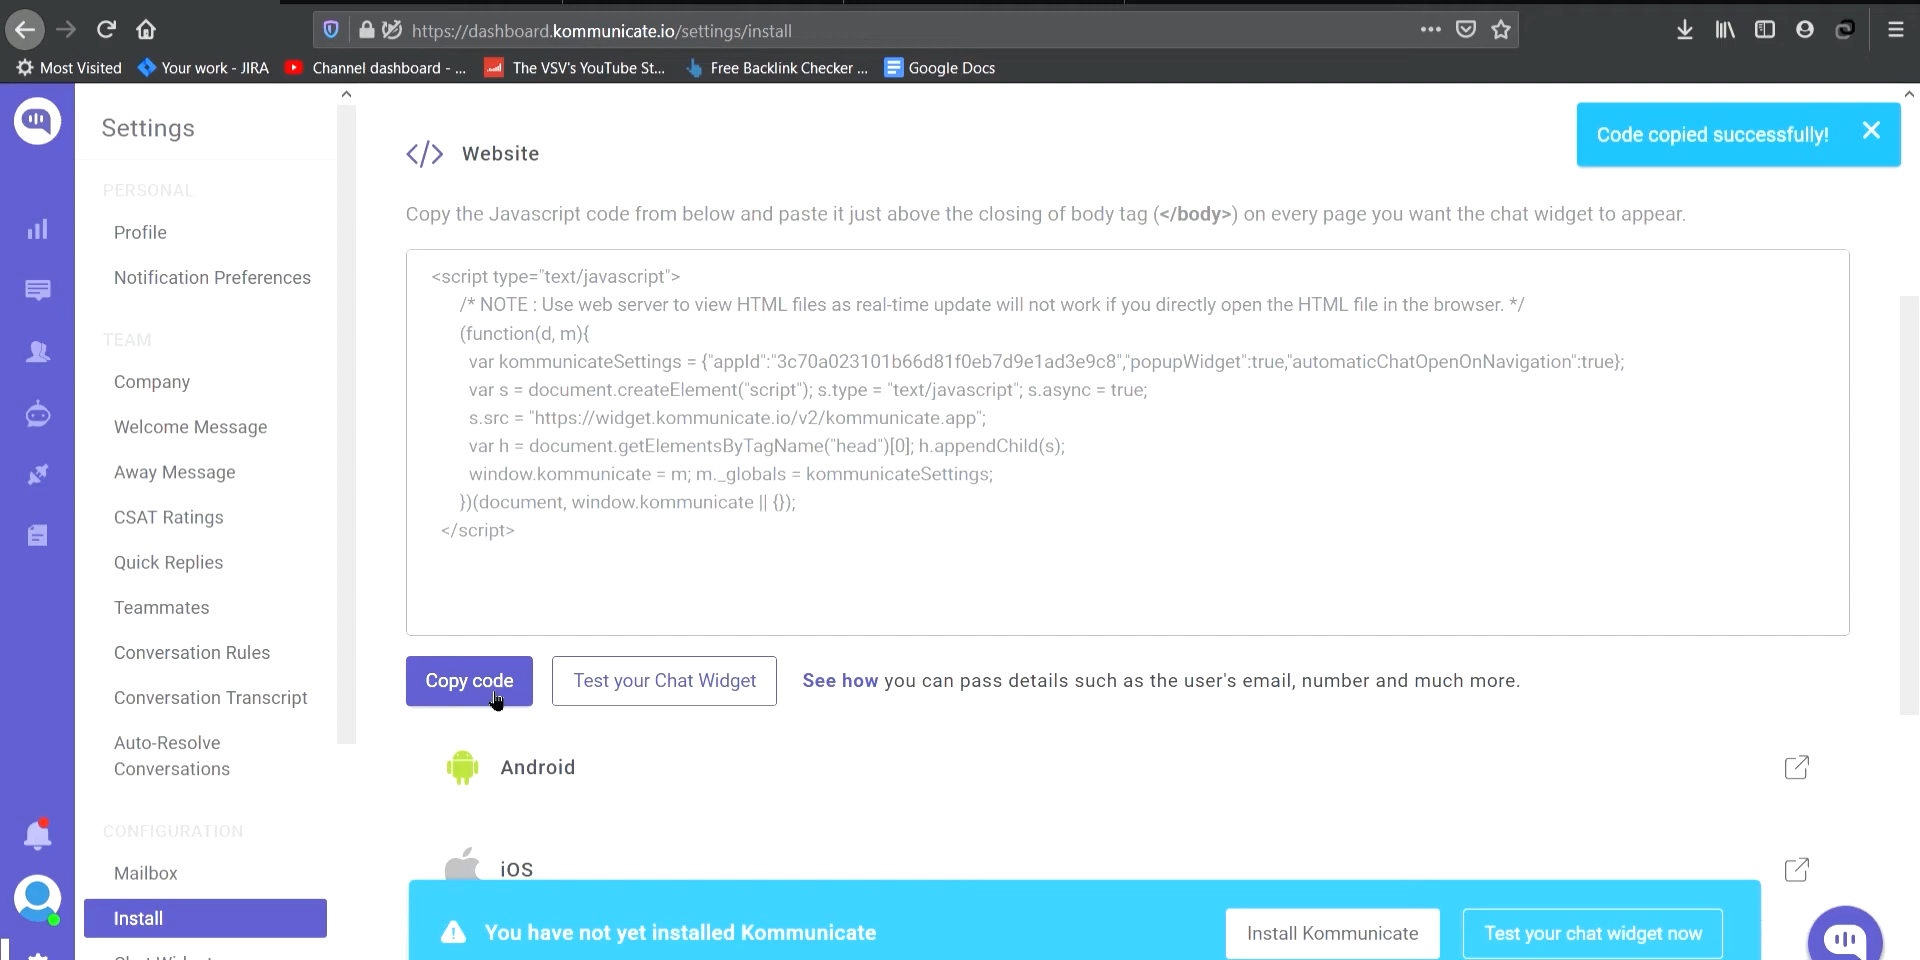 https://dashboard.kommunicate.io/settings/install
Most Visited
Your work - JIRA
Channel dashboard - ...
The VSV's YouTube St...
Free Backlink Checker ...
Google Docs
Settings
PERSONAL
Profile
Notification Preferences
TEAM
Company
Welcome Message
Away Message
CSAT Ratings
Quick Replies
Teammates
Conversation Rules
Conversation Transcript
Auto-Resolve
Conversations
CONFIGURATION
Mailbox
Install
</> Website
Code copied successfully!
Copy the Javascript code from below and paste it just above the closing of body tag (</body>) on every page you want the chat widget to appear.
<script type="text/javascript">
/* NOTE : Use web server to view HTML files as real-time update will not work if you directly open the HTML file in the browser. */
(function(d, m){
var kommunicateSettings = {"appId":"3c70a023101b66d81f0eb7d9e1ad3e9c8","popupWidget":true,"automaticChatOpenOnNavigation":true};
var s = document.createElement("script"); s.type = "text/javascript"; s.async = true;
s.src = "https://widget.kommunicate.io/v2/kommunicate.app";
var h = document.getElementsByTagName("head")[0]; h.appendChild(s);
window.kommunicate = m; m._globals = kommunicateSettings;
})(document, window.kommunicate || {});
</script>
Copy code
Test your Chat Widget
See how you can pass details such as the user's email, number and much more.
Android
iOS
You have not yet installed Kommunicate
Install Kommunicate
Test your chat widget now